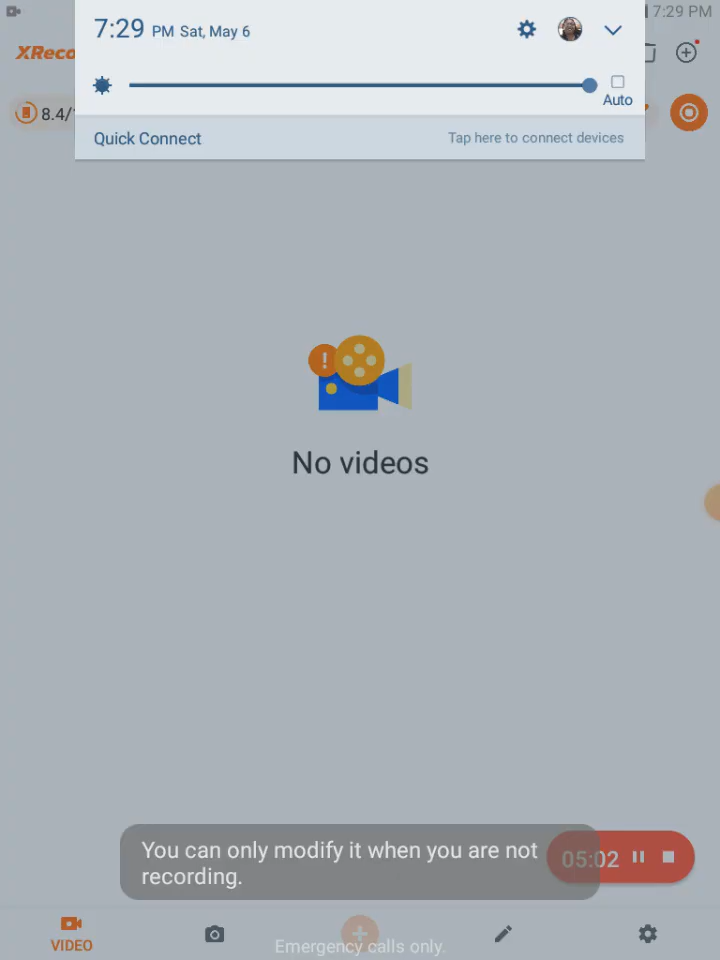 7:29 PM Sat, May 6
7:29 PM
XReco
Auto
8.4/
Quick Connect
Tap here to connect devices
No videos
You can only modify it when you are not
recording.
05:02
VIDEO
Emergency calls only.